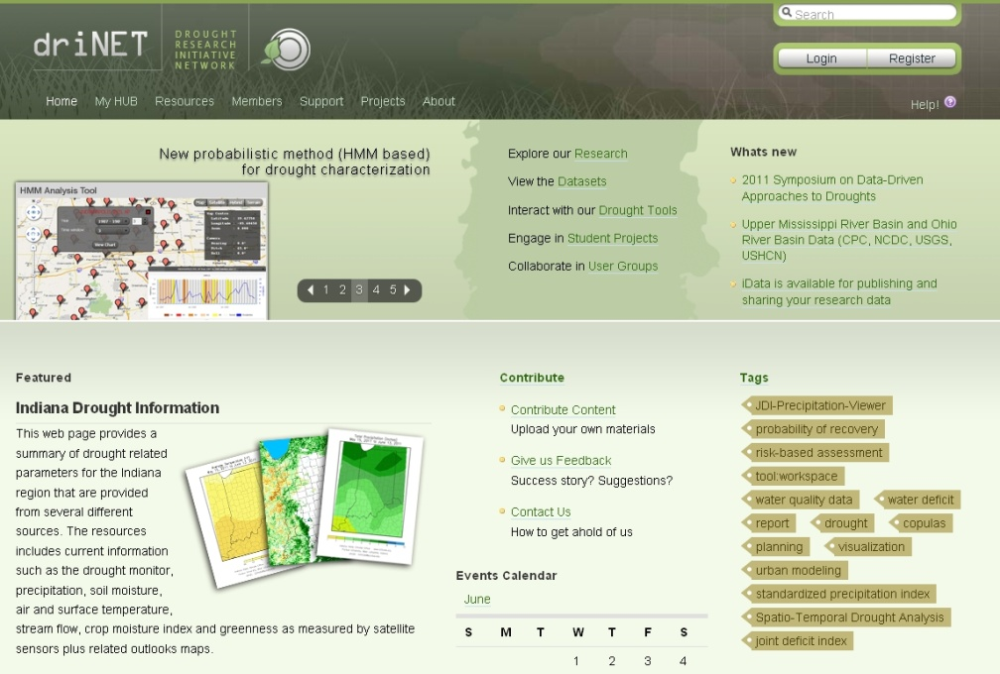 driNET
DROUGHT
RESEARCH
INITIATIVE
NETWORK
Search
Login
Register
Home My HUB Resources Members Support Projects About
Help!
New probabilistic method (HMM based)
for drought characterization
HMM Analysis Tool
1 2 3 4 5
Explore our Research
View the Datasets
Interact with our Drought Tools
Engage in Student Projects
Collaborate in User Groups
Whats new
2011 Symposium on Data-Driven
Approaches to Droughts
Upper Mississippi River Basin and Ohio
River Basin Data (CPC, NCDC, USGS,
USHCN)
iData is available for publishing and
sharing your research data
Featured
Indiana Drought Information
This web page provides a
summary of drought related
parameters for the Indiana
region that are provided
from several different
sources. The resources
includes current information
such as the drought monitor,
precipitation, soil moisture,
air and surface temperature,
stream flow, crop moisture index and greenness as measured by satellite
sensors plus related outlooks maps.
Contribute
Contribute Content
Upload your own materials
Give us Feedback
Success story? Suggestions?
Contact Us
How to get ahold of us
Events Calendar
June
S M T W T F S
1 2 3 4
Tags
JDI-Precipitation-Viewer
probability of recovery
risk-based assessment
tool:workspace
water quality data water deficit
report drought copulas
planning visualization
urban modeling
standardized precipitation index
Spatio-Temporal Drought Analysis
joint deficit index